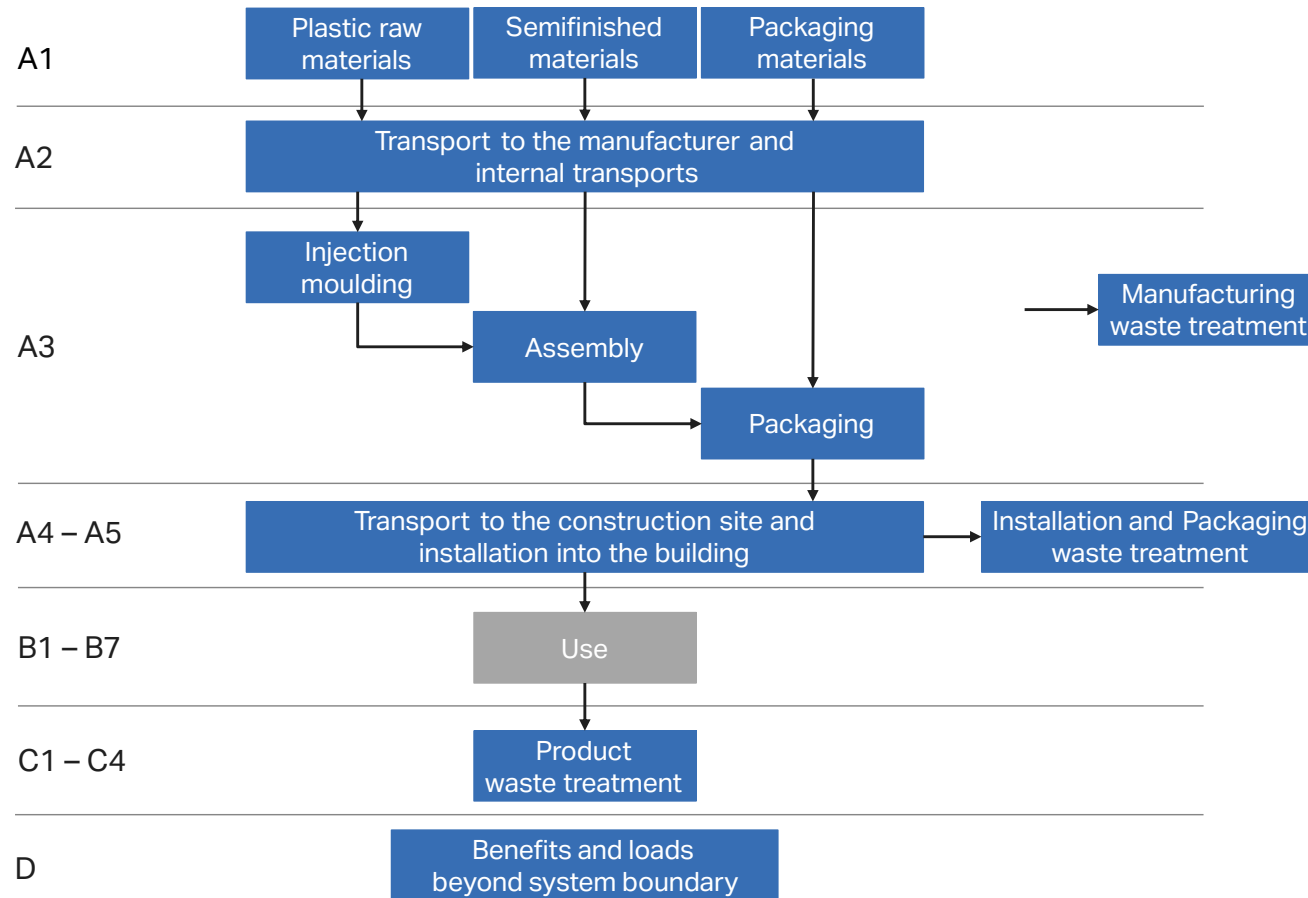 A1
Plastic raw
materials
Semifinished
materials
Packaging
materials
A2
Transport to the manufacturer and
internal transports
A3
Injection
moulding
Manufacturing
waste treatment
Assembly
Packaging
A4 – A5
Transport to the construction site and
installation into the building
Installation and Packaging
waste treatment
B1 – B7
Use
C1 – C4
Product
waste treatment
D
Benefits and loads
beyond system boundary